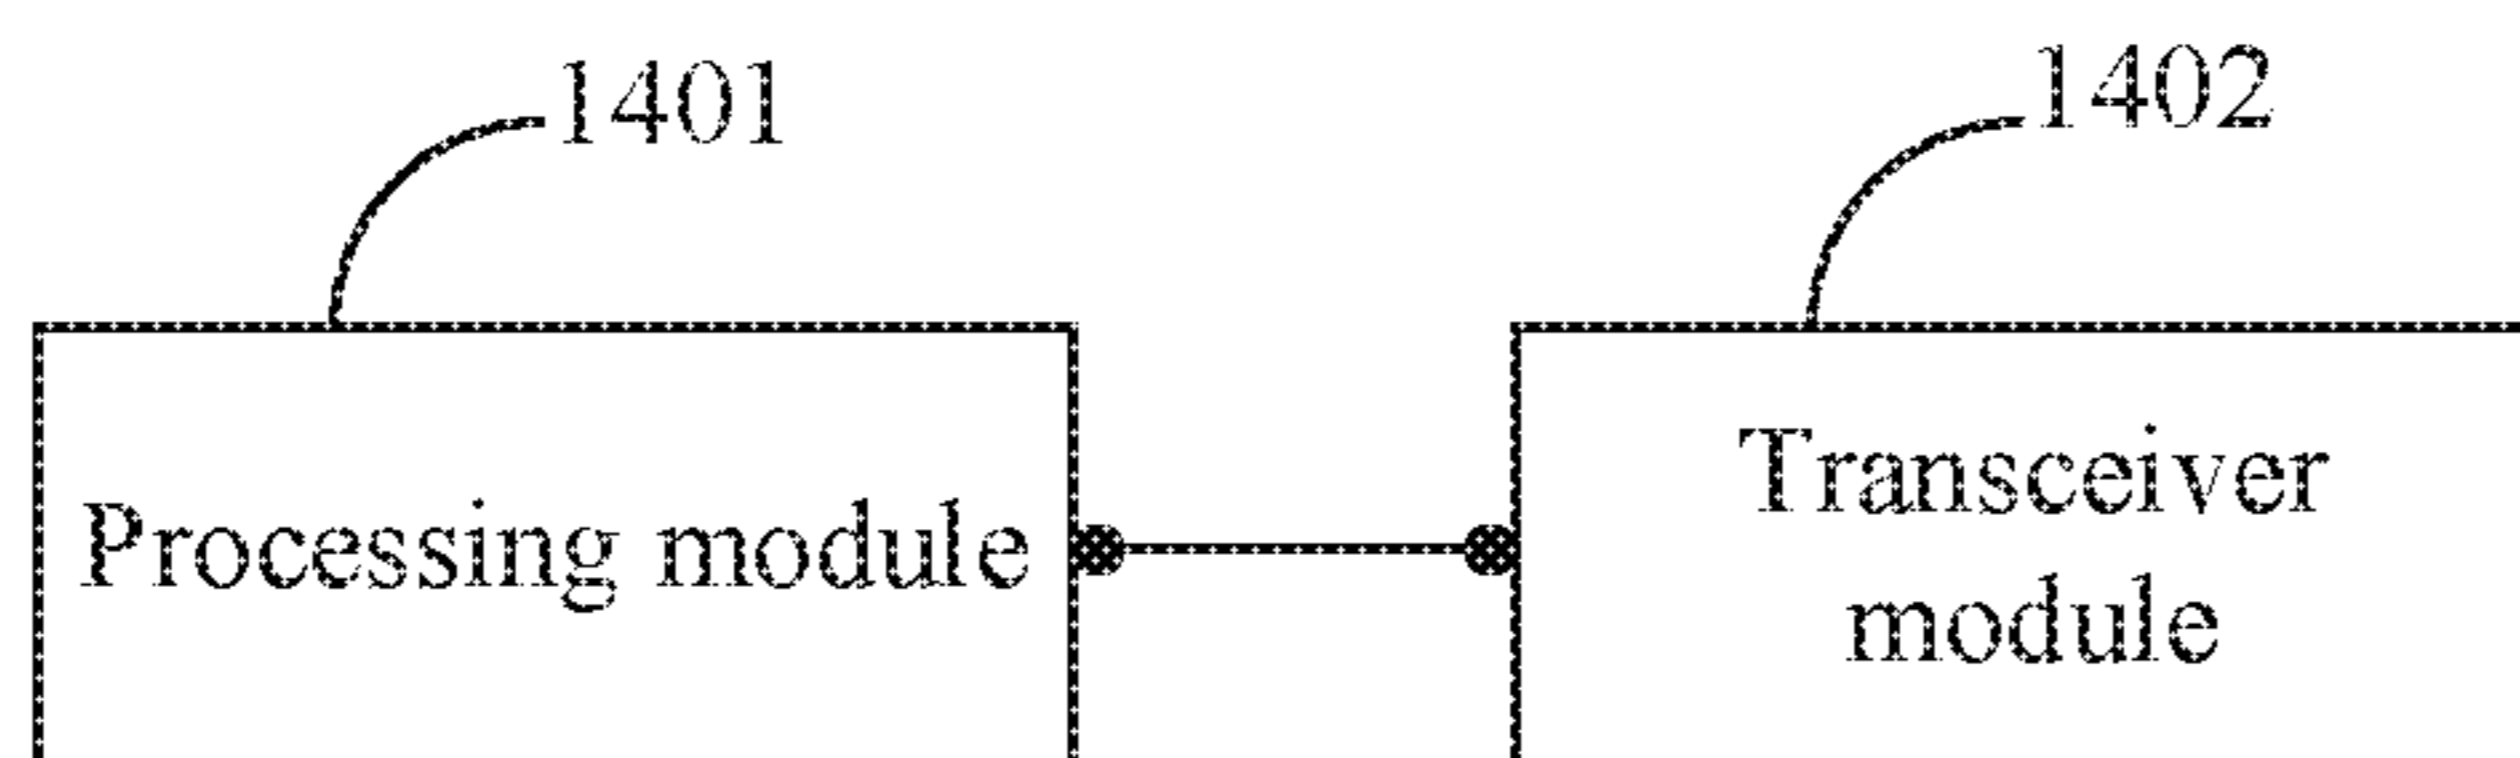 1401
1402
Processing module
Transceiver
module